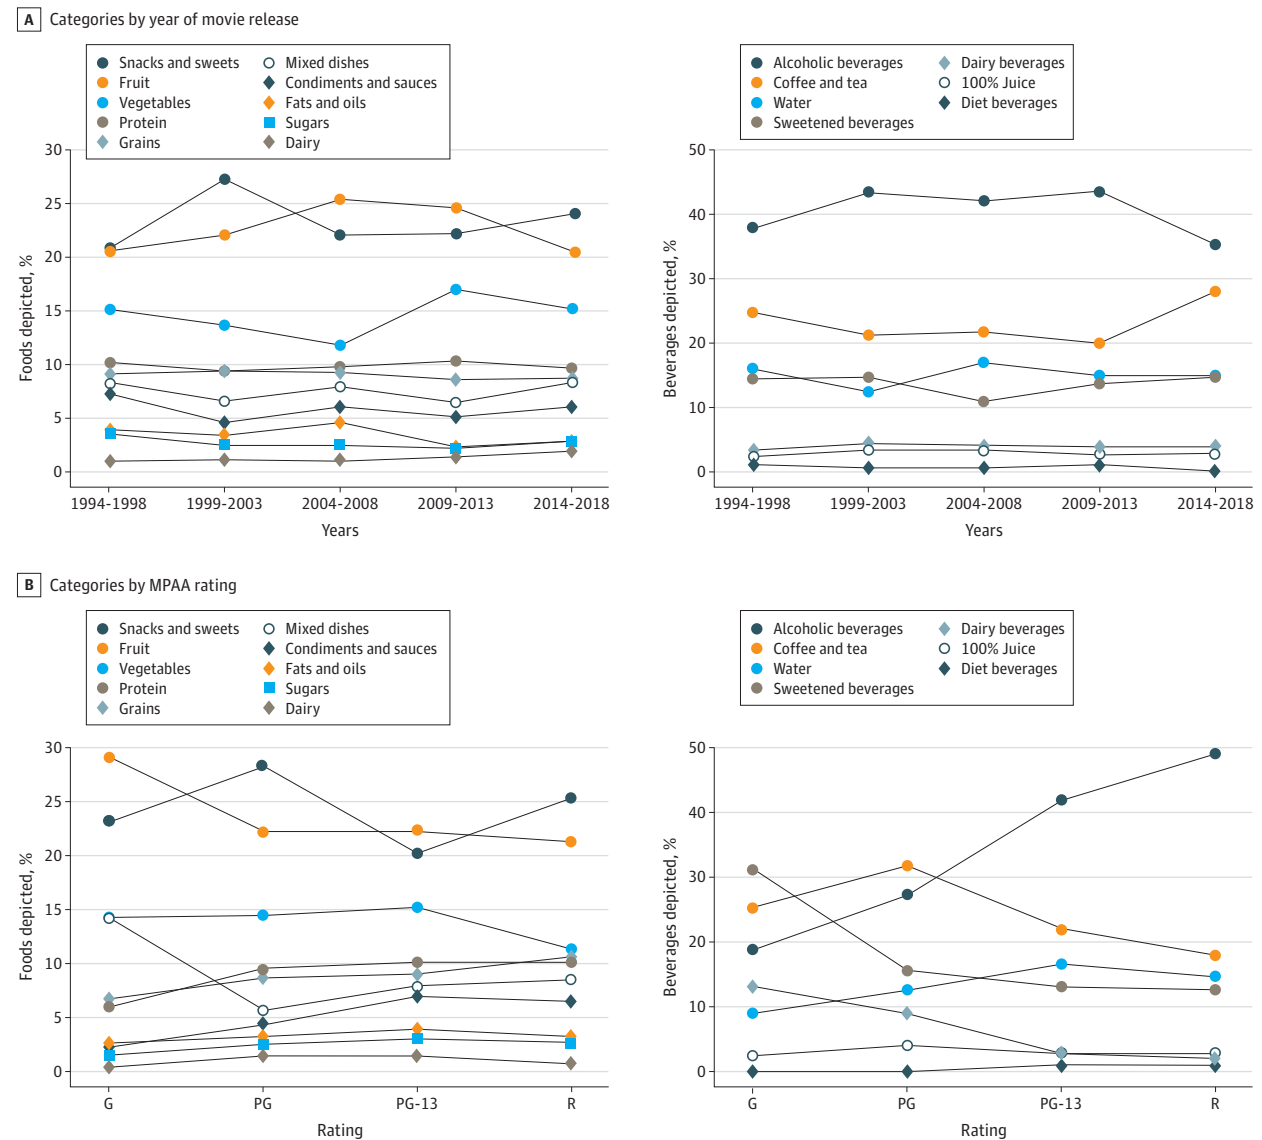 A Categories by year of movie release
Snacks and sweets
Fruit
Vegetables
Protein
Grains
Mixed dishes
Condiments and sauces
Fats and oils
Sugars
Dairy
30
25
20
15
10
5
0
Foods depicted, %
1994-1998 1999-2003 2004-2008 2009-2013 2014-2018
Years
Alcoholic beverages
Coffee and tea
Water
Sweetened beverages
Dairy beverages
100% Juice
Diet beverages
50
40
30
20
10
0
Beverages depicted, %
1994-1998 1999-2003 2004-2008 2009-2013 2014-2018
Years
B Categories by MPAA rating
Snacks and sweets
Fruit
Vegetables
Protein
Grains
Mixed dishes
Condiments and sauces
Fats and oils
Sugars
Dairy
30
25
20
15
10
5
0
Foods depicted, %
G PG PG-13 R
Rating
Alcoholic beverages
Coffee and tea
Water
Sweetened beverages
Dairy beverages
100% Juice
Diet beverages
50
40
30
20
10
0
Beverages depicted, %
G PG PG-13 R
Rating